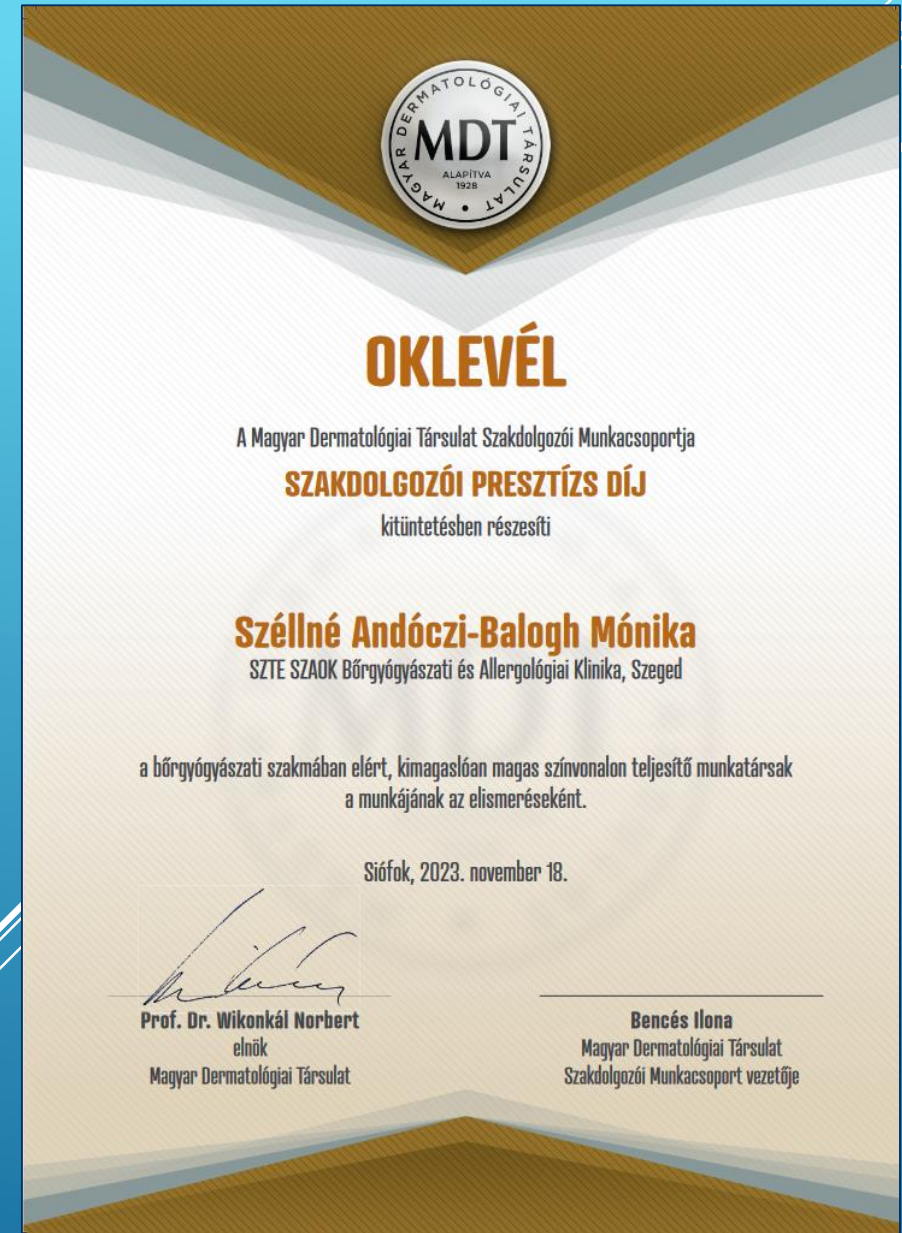 MAGYAR DERMATOLÓGIAI TÁRSULAT
MDT
ALAPÍTVA
1928
OKLEVÉL
A Magyar Dermatológiai Társulat Szakdolgozói Munkacsoportja
SZAKDOLGOZÓI PRESZTÍZS DÍJ
kitüntetésben részesíti
Széllné Andóczi-Balogh Mónika
SZTE SZAOK Bőrgyógyászati és Allergológiai Klinika, Szeged
a bőrgyógyászati szakmában elért, kimagaslóan magas színvonalon teljesítő munkatársak
a munkájának az elismeréseként.
Siófok, 2023. november 18.
Prof. Dr. Wikonkál Norbert
elnök
Magyar Dermatológiai Társulat
Bencés Ilona
Magyar Dermatológiai Társulat
Szakdolgozói Munkacsoport vezetője